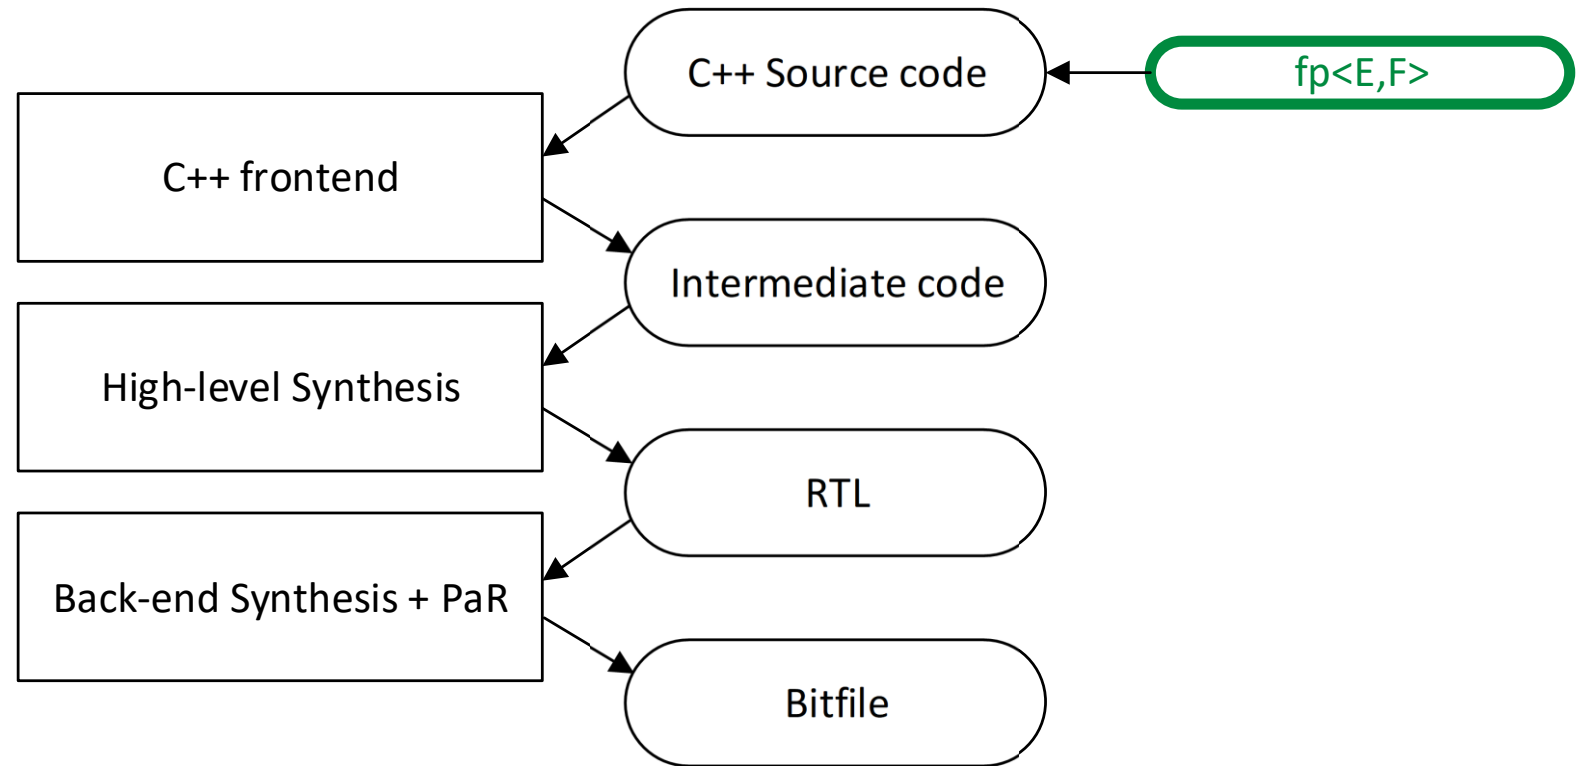 C++ Source code
fp<E,F>
C++ frontend
Intermediate code
High-level Synthesis
RTL
Back-end Synthesis + PaR
Bitfile